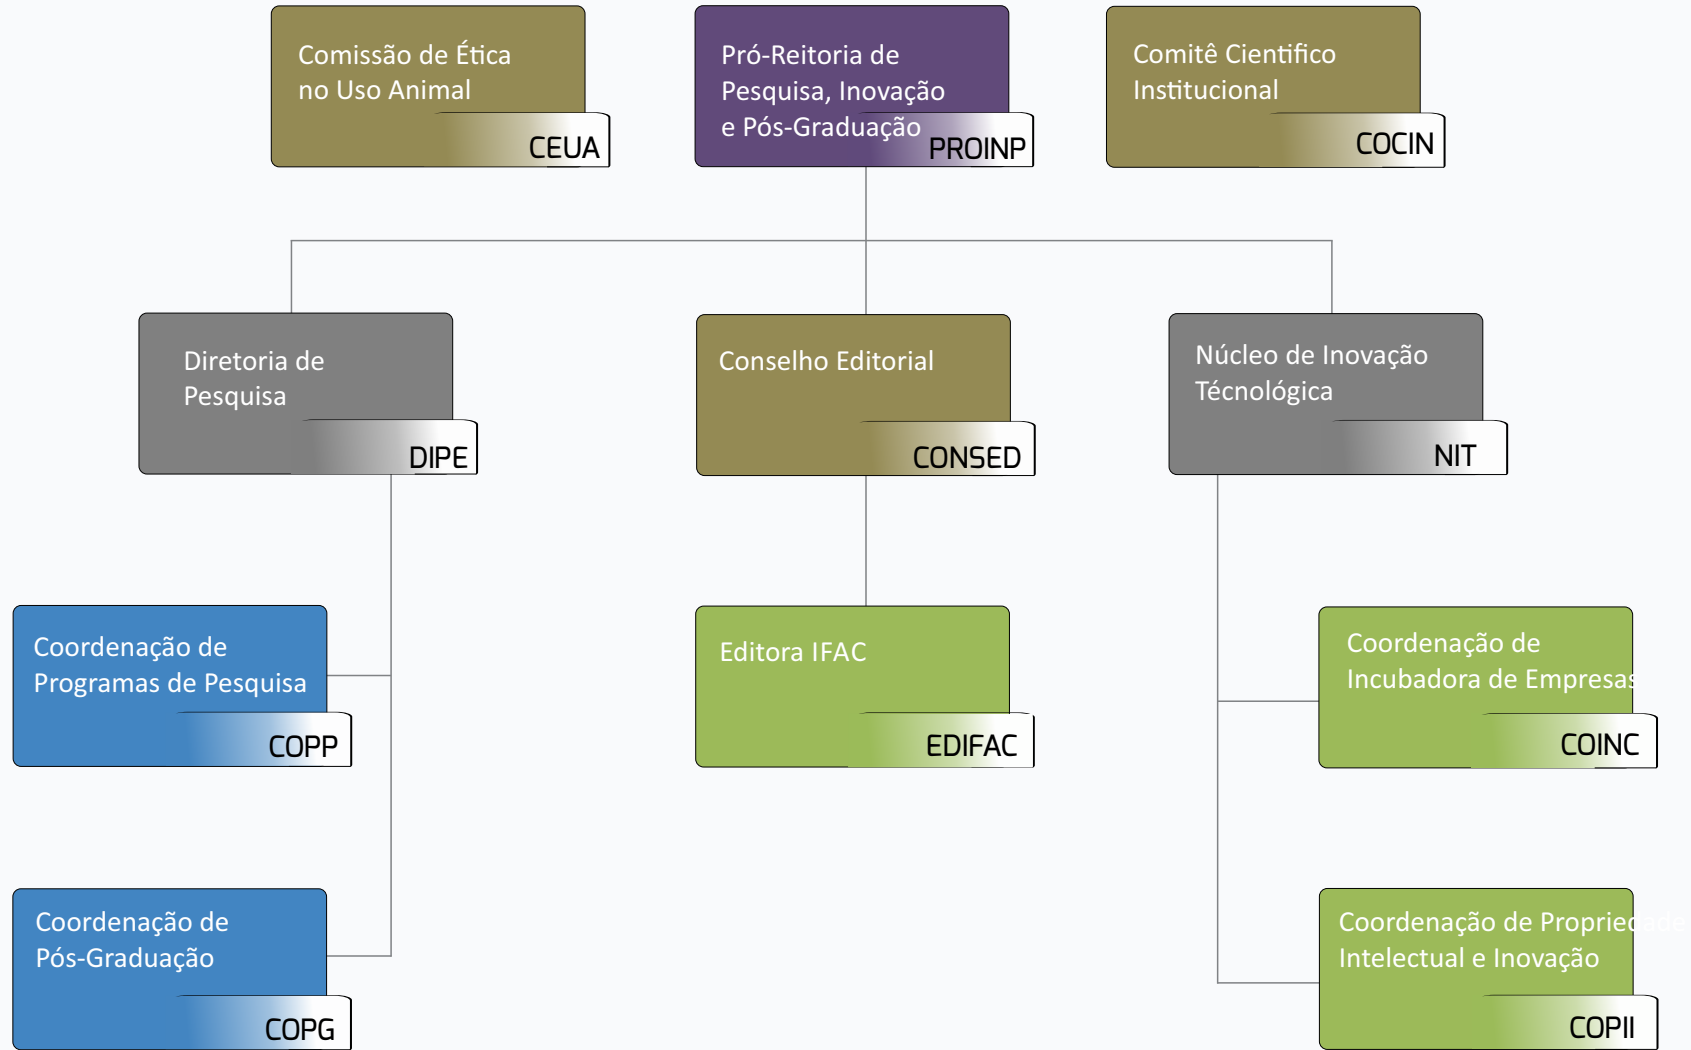 Comissão de Ética
no Uso Animal
CEUA
Pró-Reitoria de
Pesquisa, Inovação
e Pós-Graduação
PROINP
Comitê Cientifico
Institucional
COCIN
Diretoria de
Pesquisa
DIPE
Conselho Editorial
CONSED
Núcleo de Inovação
Técnológica
NIT
Coordenação de
Programas de Pesquisa
COPP
Editora IFAC
EDIFAC
Coordenação de
Incubadora de Empresas
COINC
Coordenação de
Pós-Graduação
COPG
Coordenação de Propriedade
Intelectual e Inovação
COPII